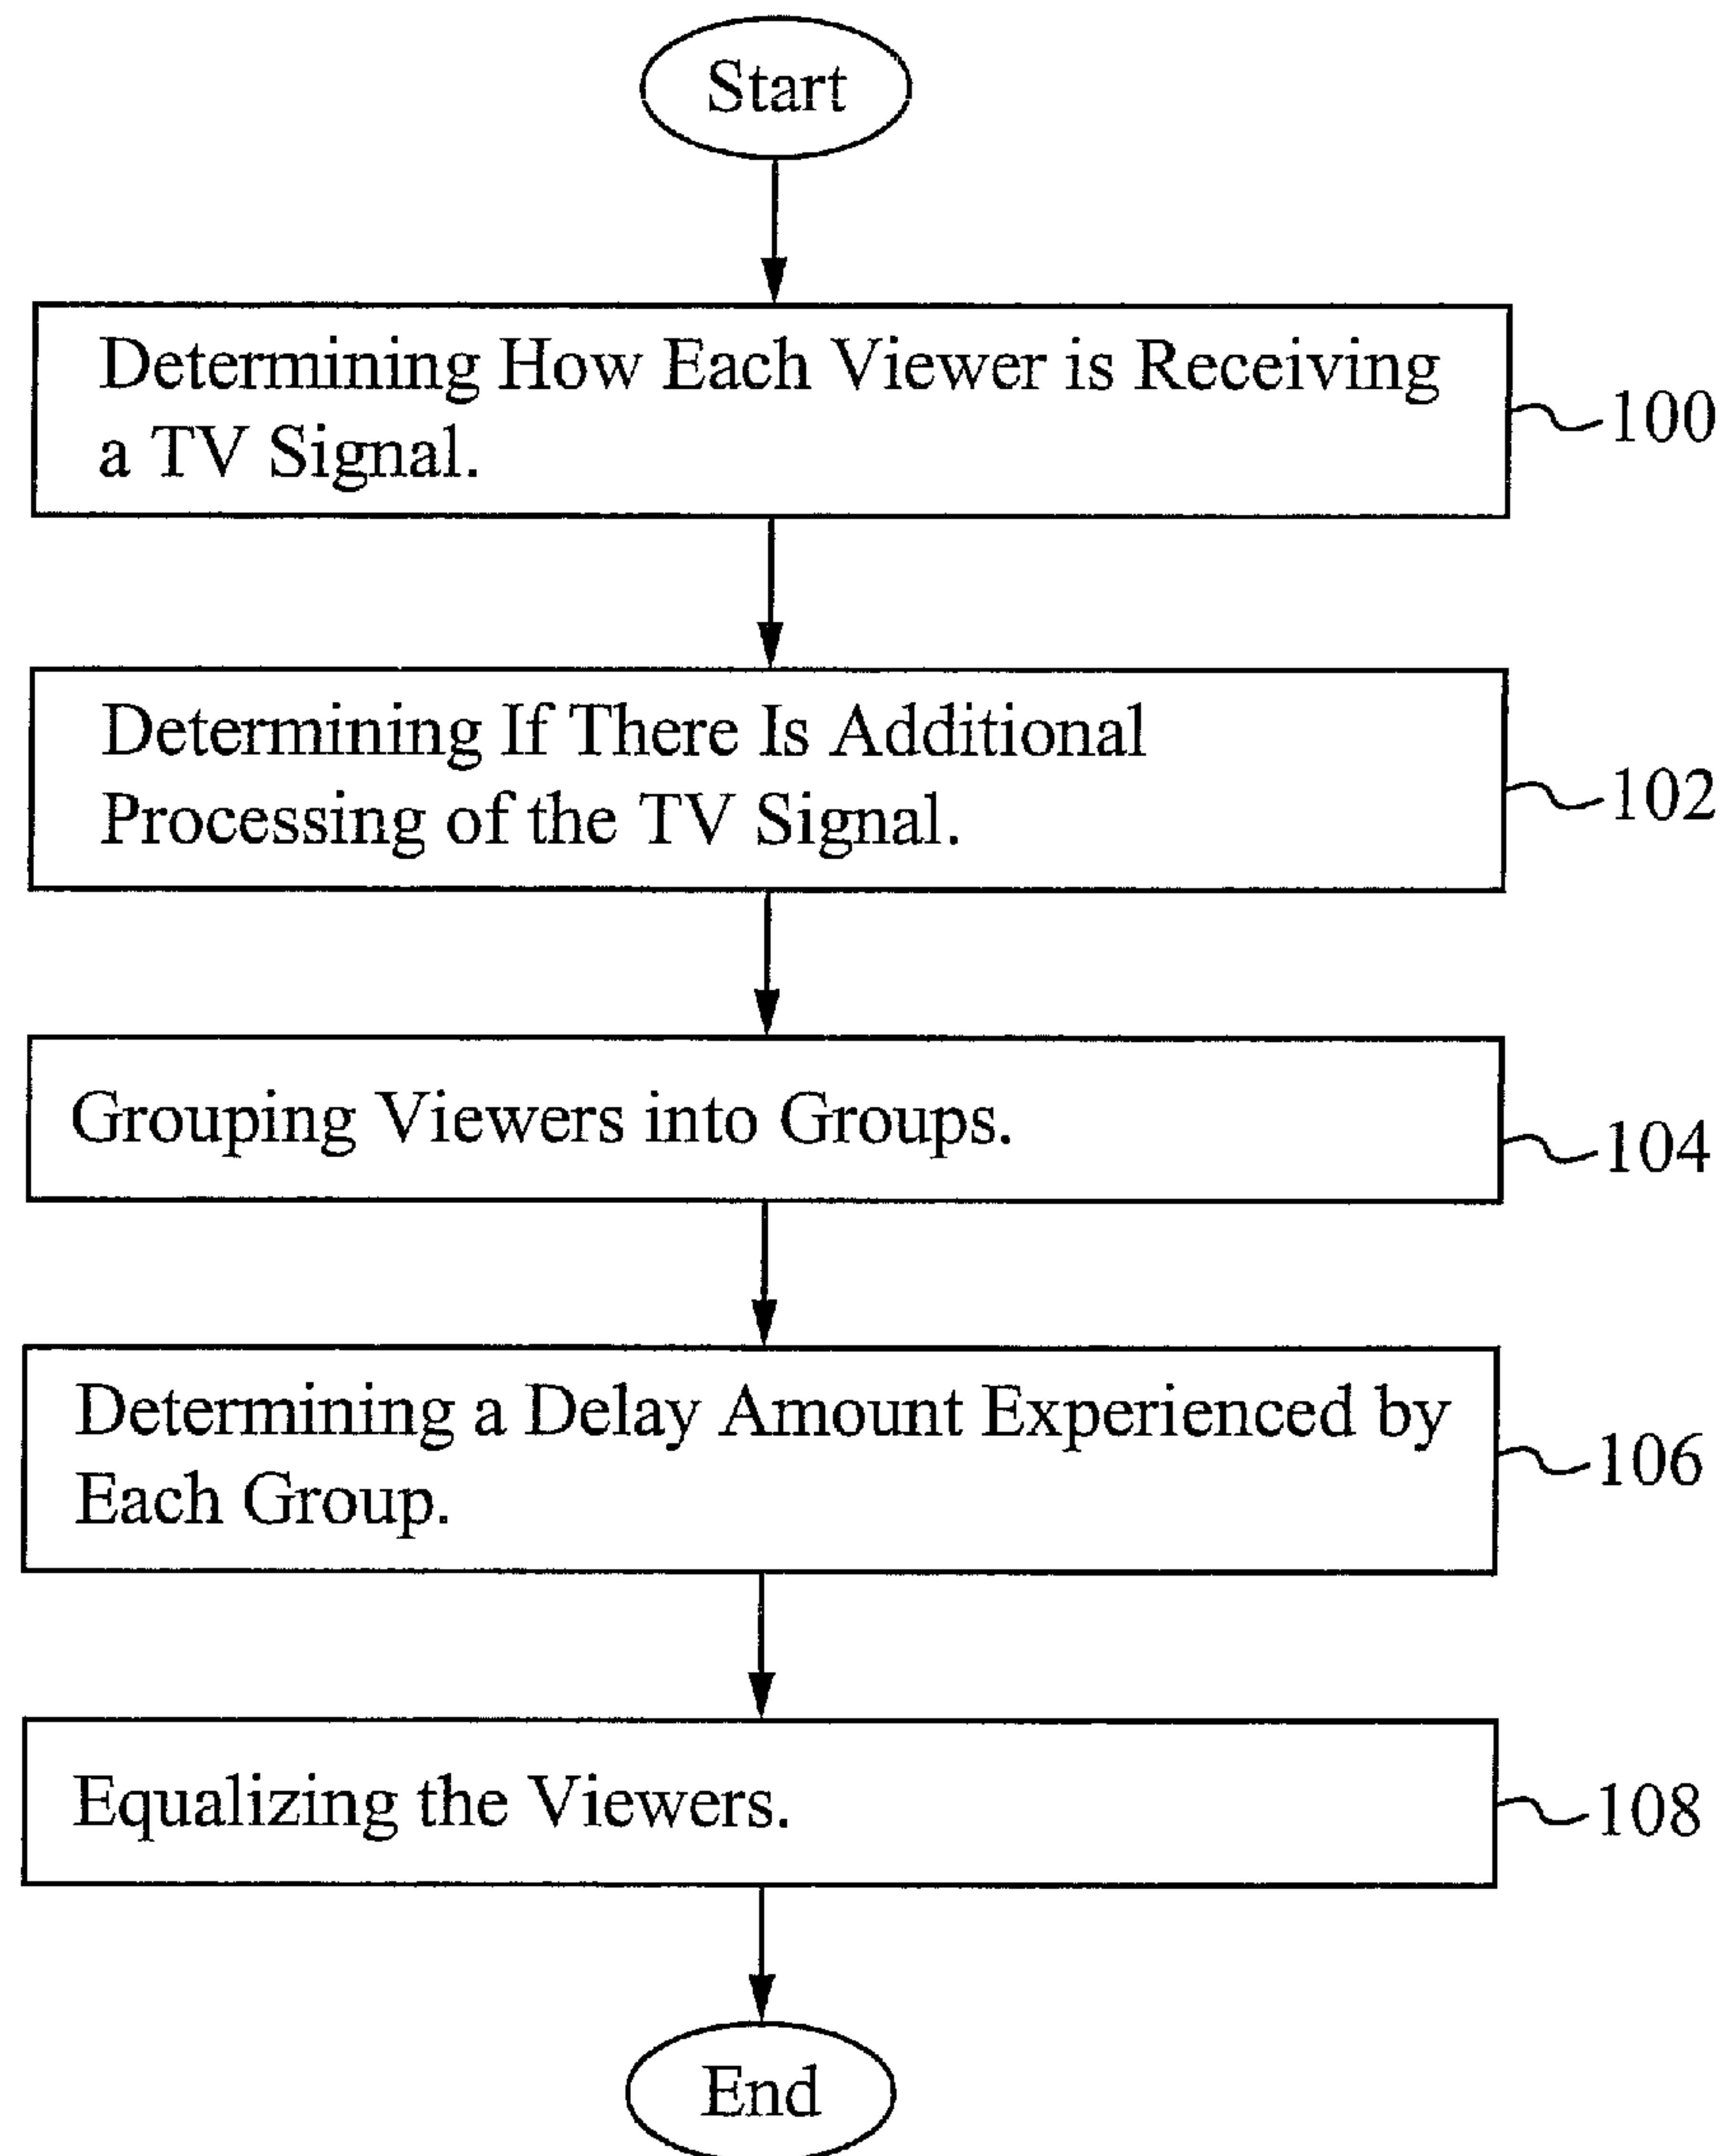 Start
Determining How Each Viewer is Receiving
a TV Signal.
100
Determining If There Is Additional
Processing of the TV Signal.
102
Grouping Viewers into Groups.
104
Determining a Delay Amount Experienced by
Each Group.
106
Equalizing the Viewers.
108
End